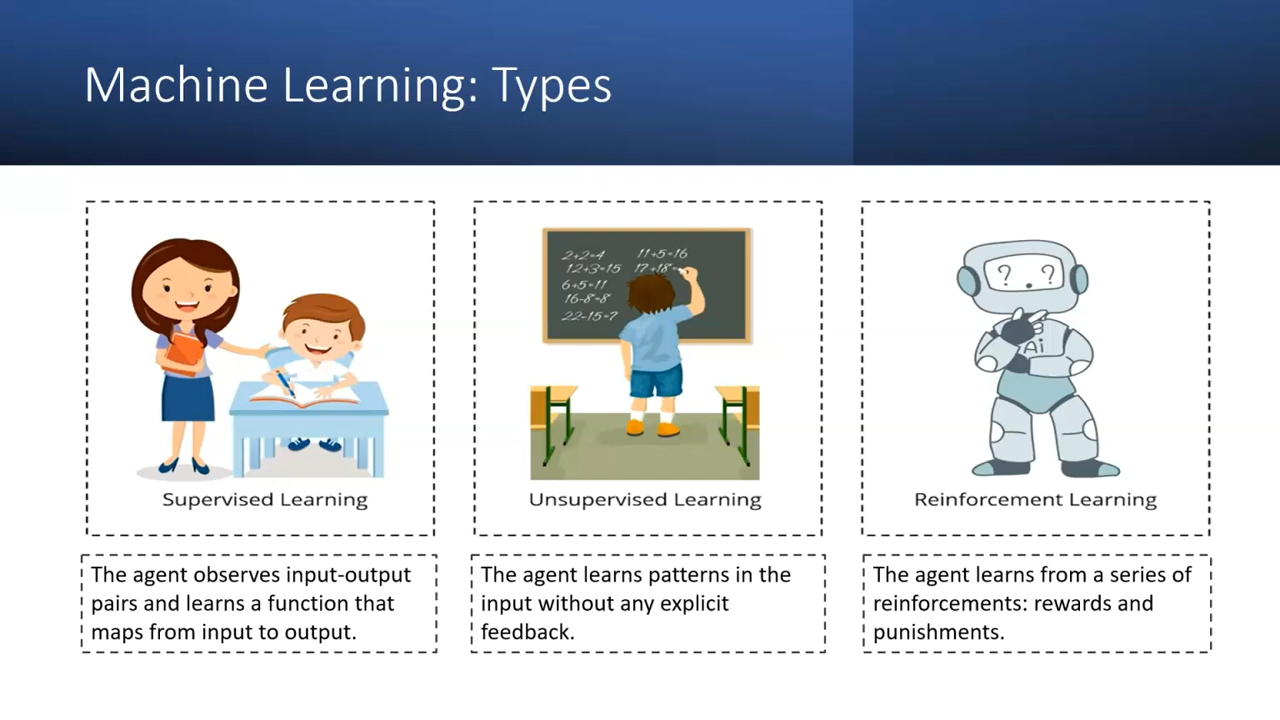 Machine Learning: Types
2+2=4
12+3=15
6+5=11
16-8=8
22-15=7
11+5=16
17+18=
? ?
Ai
Supervised Learning
Unsupervised Learning
Reinforcement Learning
The agent observes input-output
pairs and learns a function that
maps from input to output.
The agent learns patterns in the
input without any explicit
feedback.
The agent learns from a series of
reinforcements: rewards and
punishments.